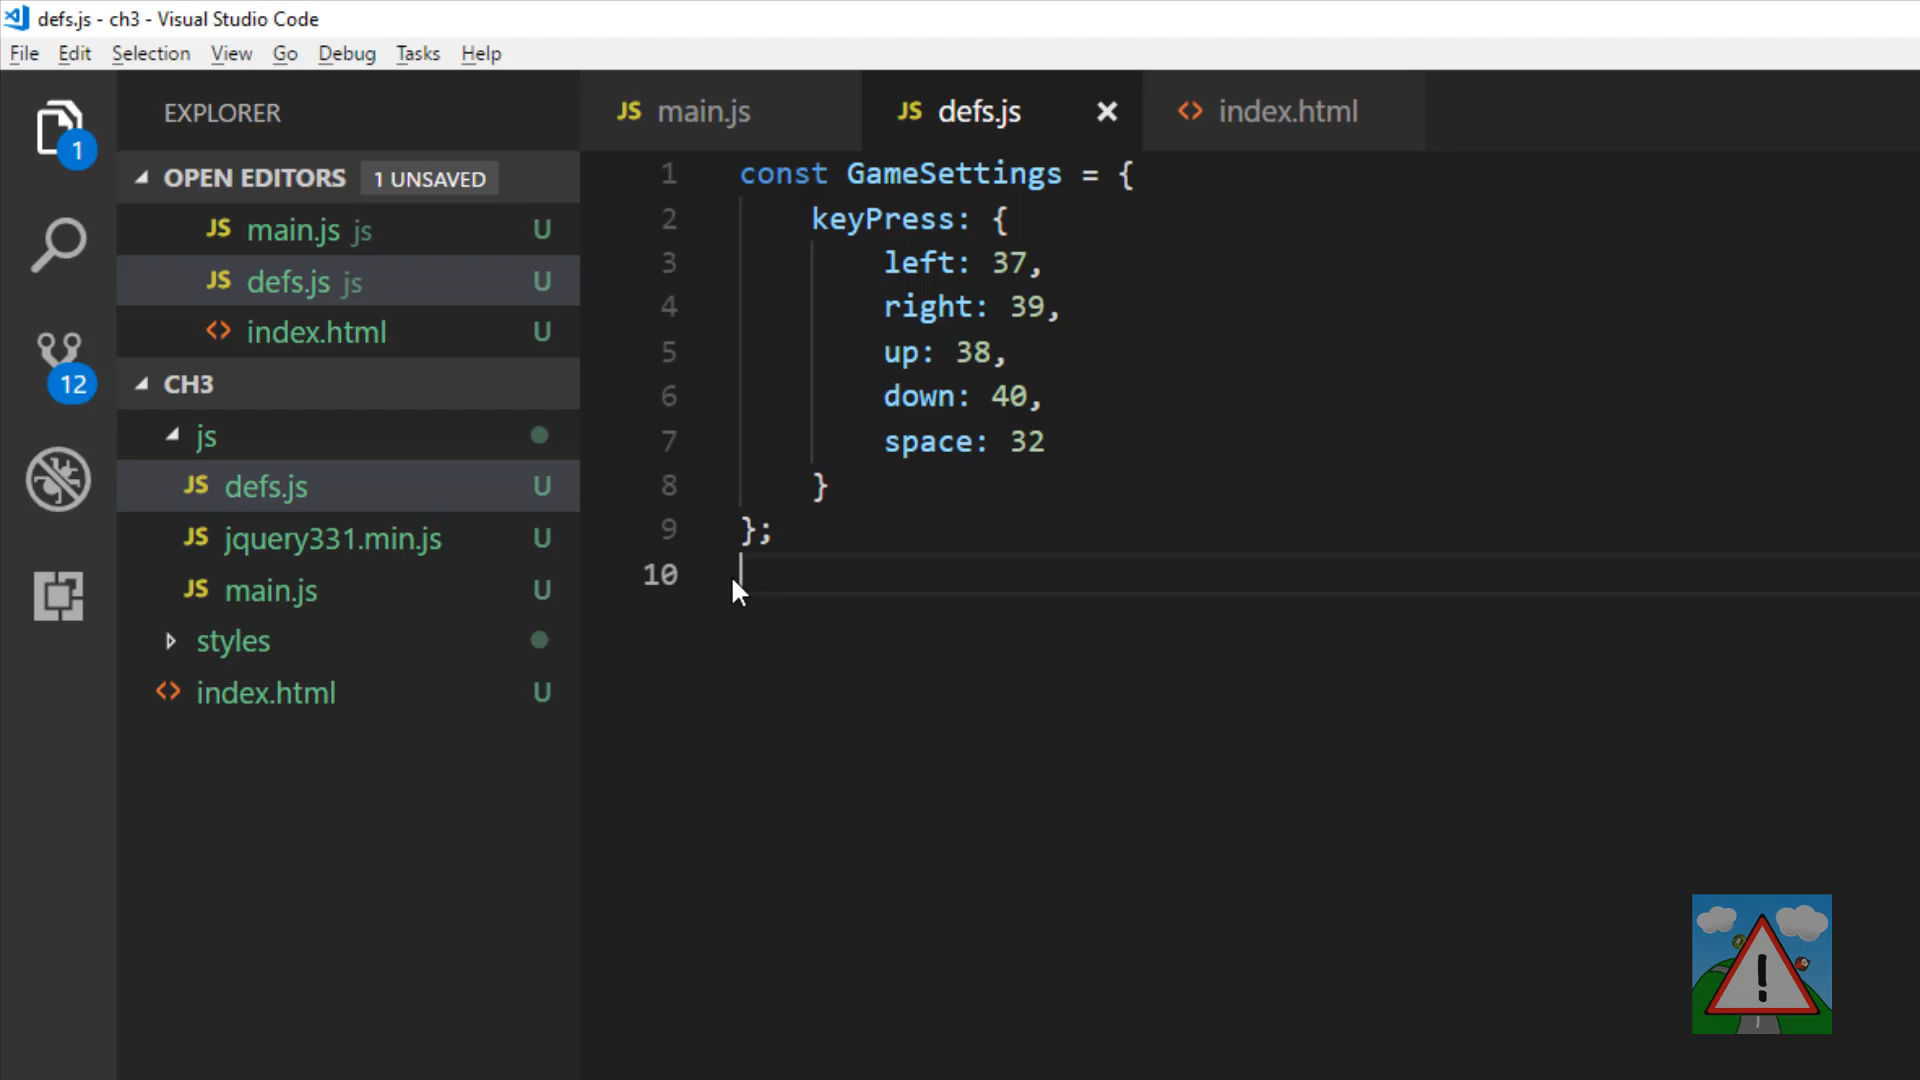 defs.js - ch3 - Visual Studio Code
File Edit Selection View Go Debug Tasks Help
1
12
EXPLORER
OPEN EDITORS 1 UNSAVED
JS main.js js U
JS defs.js js U
<> index.html U
CH3
js
JS defs.js U
JS jquery331.min.js U
JS main.js U
styles
<> index.html U
JS main.js JS defs.js × <> index.html
1 const GameSettings = {
2 keyPress: {
3 left: 37,
4 right: 39,
5 up: 38,
6 down: 40,
7 space: 32
8 }
9 };
10
!